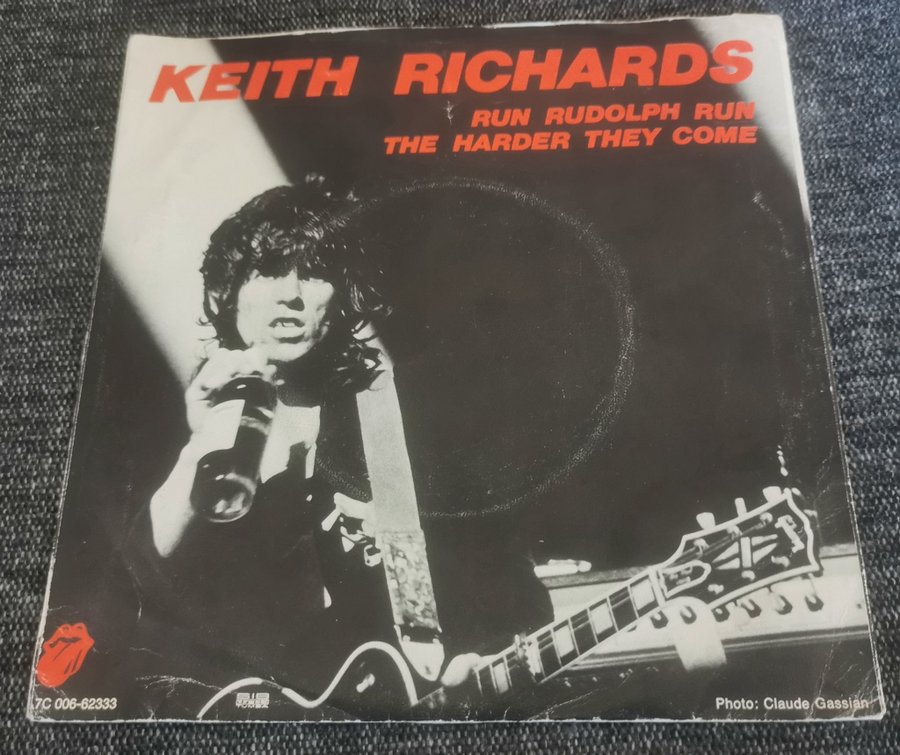 KEITH RICHARDS
RUN RUDOLPH RUN
THE HARDER THEY COME
7C 006-62333
Photo: Claude Gassian